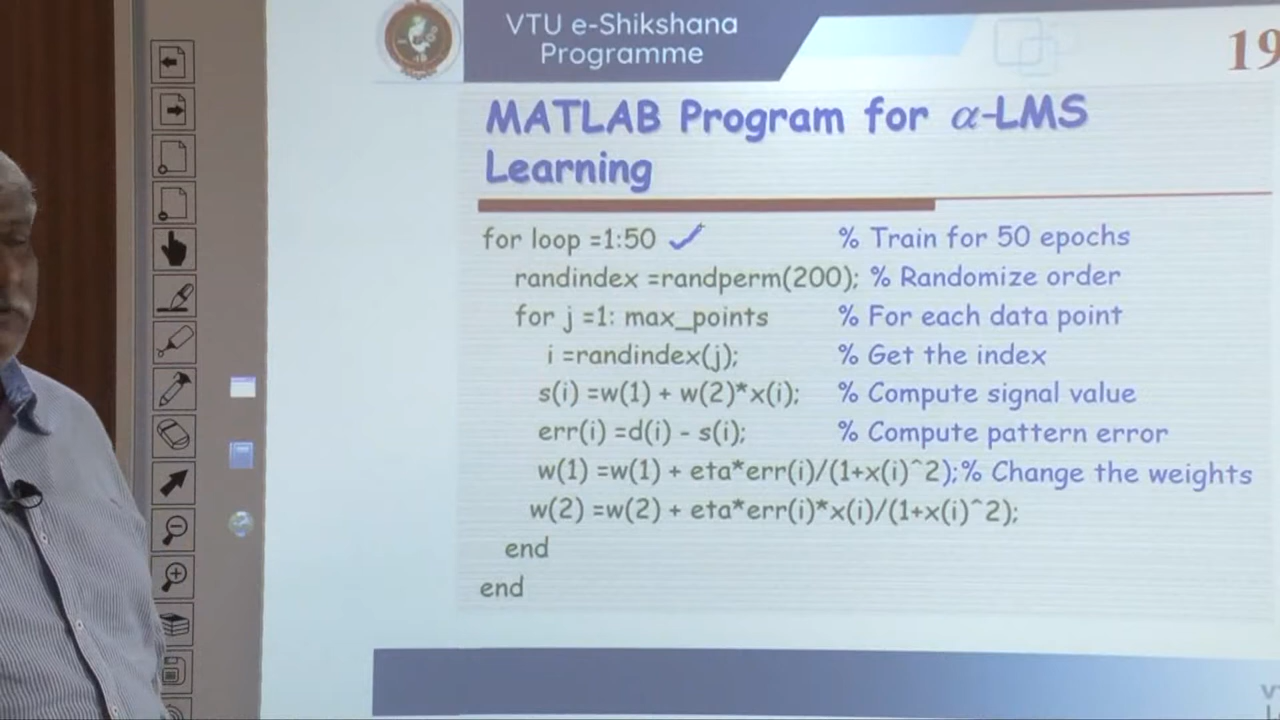 VTU e-Shikshana
Programme
19
MATLAB Program for α-LMS
Learning
for loop =1:50 % Train for 50 epochs
randindex =randperm(200); % Randomize order
for j =1: max_points % For each data point
i =randindex(j); % Get the index
s(i) =w(1) + w(2)*x(i); % Compute signal value
err(i) =d(i) - s(i); % Compute pattern error
w(1) =w(1) + eta*err(i)/(1+x(i)^2);% Change the weights
w(2) =w(2) + eta*err(i)*x(i)/(1+x(i)^2);
end
end